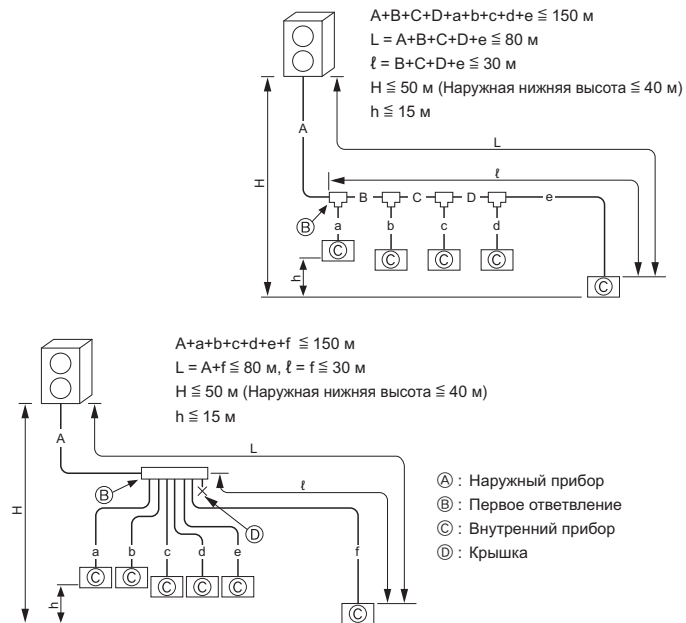 A+B+C+D+a+b+c+d+e ≦ 150 м
L = A+B+C+D+e ≦ 80 м
ℓ = B+C+D+e ≦ 30 м
H ≦ 50 м (Наружная нижняя высота ≦ 40 м)
h ≦ 15 м
A
L
H
ℓ
B C D e
Ⓑ
a b c d
Ⓒ Ⓒ Ⓒ Ⓒ
h
Ⓒ
A+a+b+c+d+e+f ≦ 150 м
L = A+f ≦ 80 м, ℓ = f ≦ 30 м
H ≦ 50 м (Наружная нижняя высота ≦ 40 м)
h ≦ 15 м
A
L
H
Ⓑ
ℓ
Ⓓ
a b c d e f
Ⓒ Ⓒ Ⓒ Ⓒ Ⓒ
h
Ⓒ
Ⓐ : Наружный прибор
Ⓑ : Первое ответвление
Ⓒ : Внутренний прибор
Ⓓ : Крышка